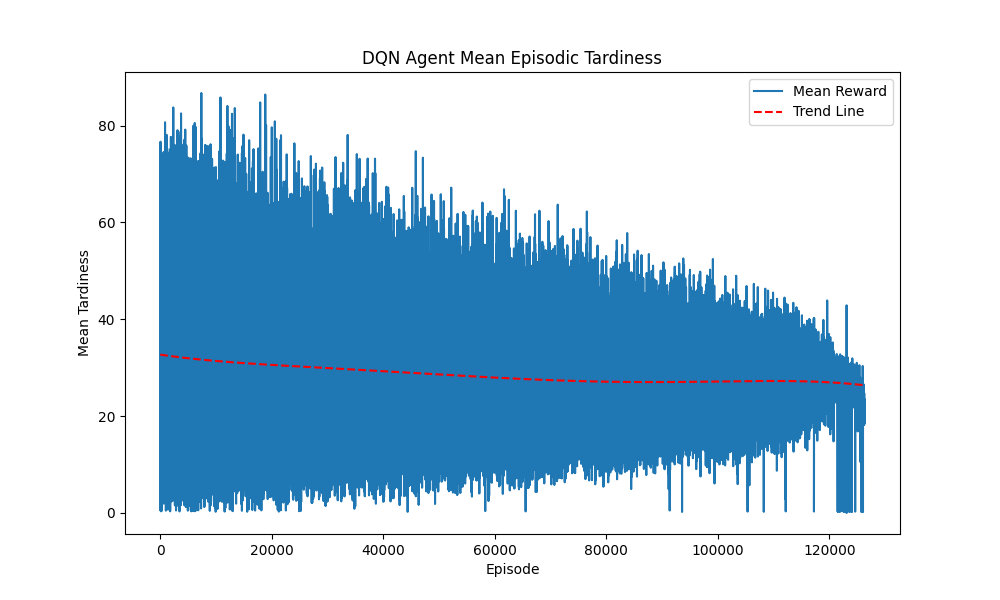 DQN Agent Mean Episodic Tardiness
Mean Reward
Trend Line
80
60
40
20
0
Mean Tardiness
0 20000 40000 60000 80000 100000 120000
Episode